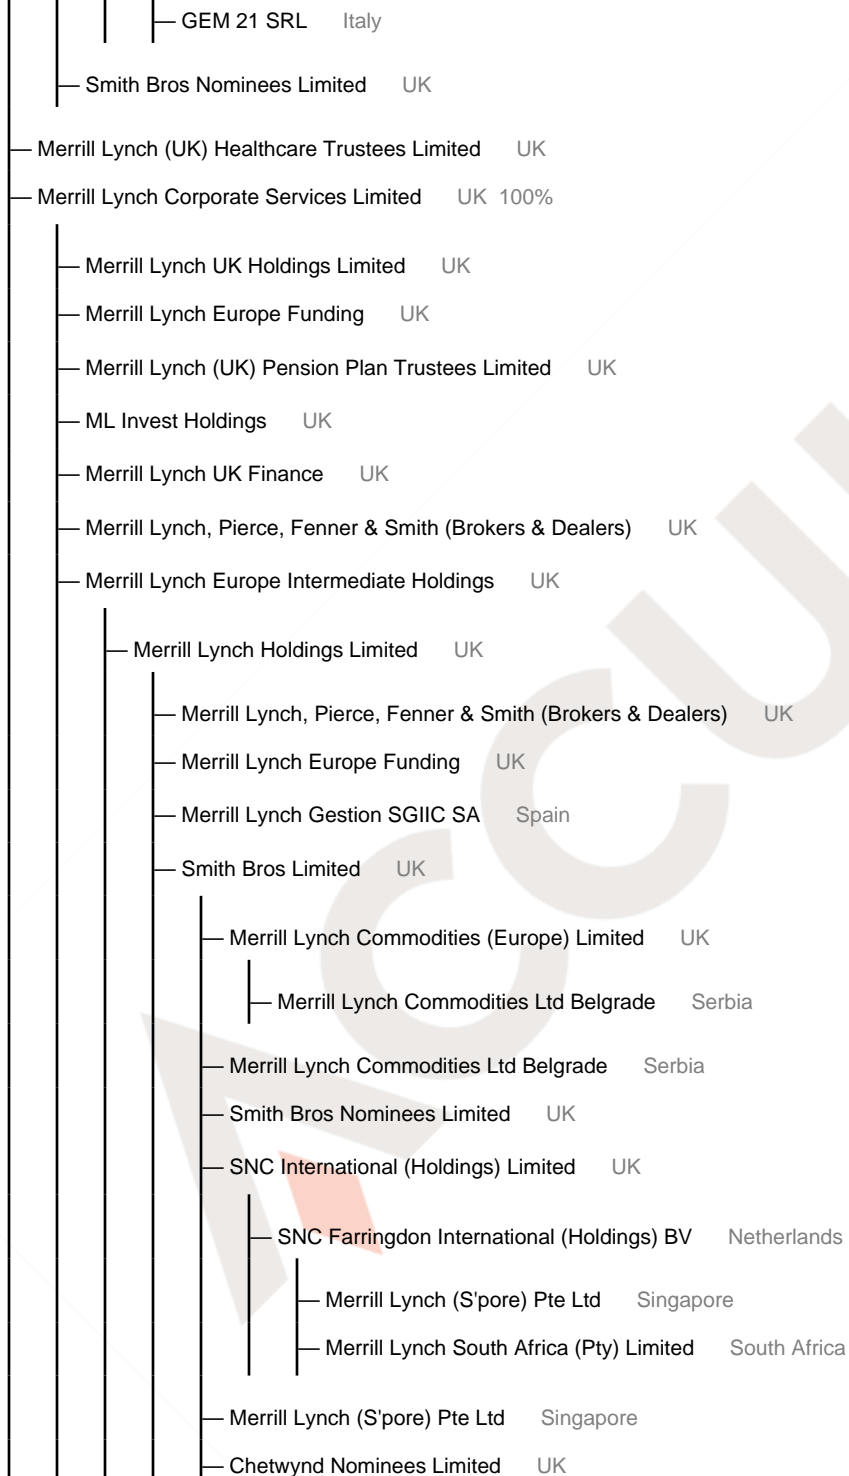 GEM 21 SRL Italy
Smith Bros Nominees Limited UK
Merrill Lynch (UK) Healthcare Trustees Limited UK
Merrill Lynch Corporate Services Limited UK 100%
Merrill Lynch UK Holdings Limited UK
Merrill Lynch Europe Funding UK
Merrill Lynch (UK) Pension Plan Trustees Limited UK
ML Invest Holdings UK
Merrill Lynch UK Finance UK
Merrill Lynch, Pierce, Fenner & Smith (Brokers & Dealers) UK
Merrill Lynch Europe Intermediate Holdings UK
Merrill Lynch Holdings Limited UK
Merrill Lynch, Pierce, Fenner & Smith (Brokers & Dealers) UK
Merrill Lynch Europe Funding UK
Merrill Lynch Gestion SGIIC SA Spain
Smith Bros Limited UK
Merrill Lynch Commodities (Europe) Limited UK
Merrill Lynch Commodities Ltd Belgrade Serbia
Merrill Lynch Commodities Ltd Belgrade Serbia
Smith Bros Nominees Limited UK
SNC International (Holdings) Limited UK
SNC Farringdon International (Holdings) BV Netherlands
Merrill Lynch (S'pore) Pte Ltd Singapore
Merrill Lynch South Africa (Pty) Limited South Africa
Merrill Lynch (S'pore) Pte Ltd Singapore
Chetwynd Nominees Limited UK
ACCU